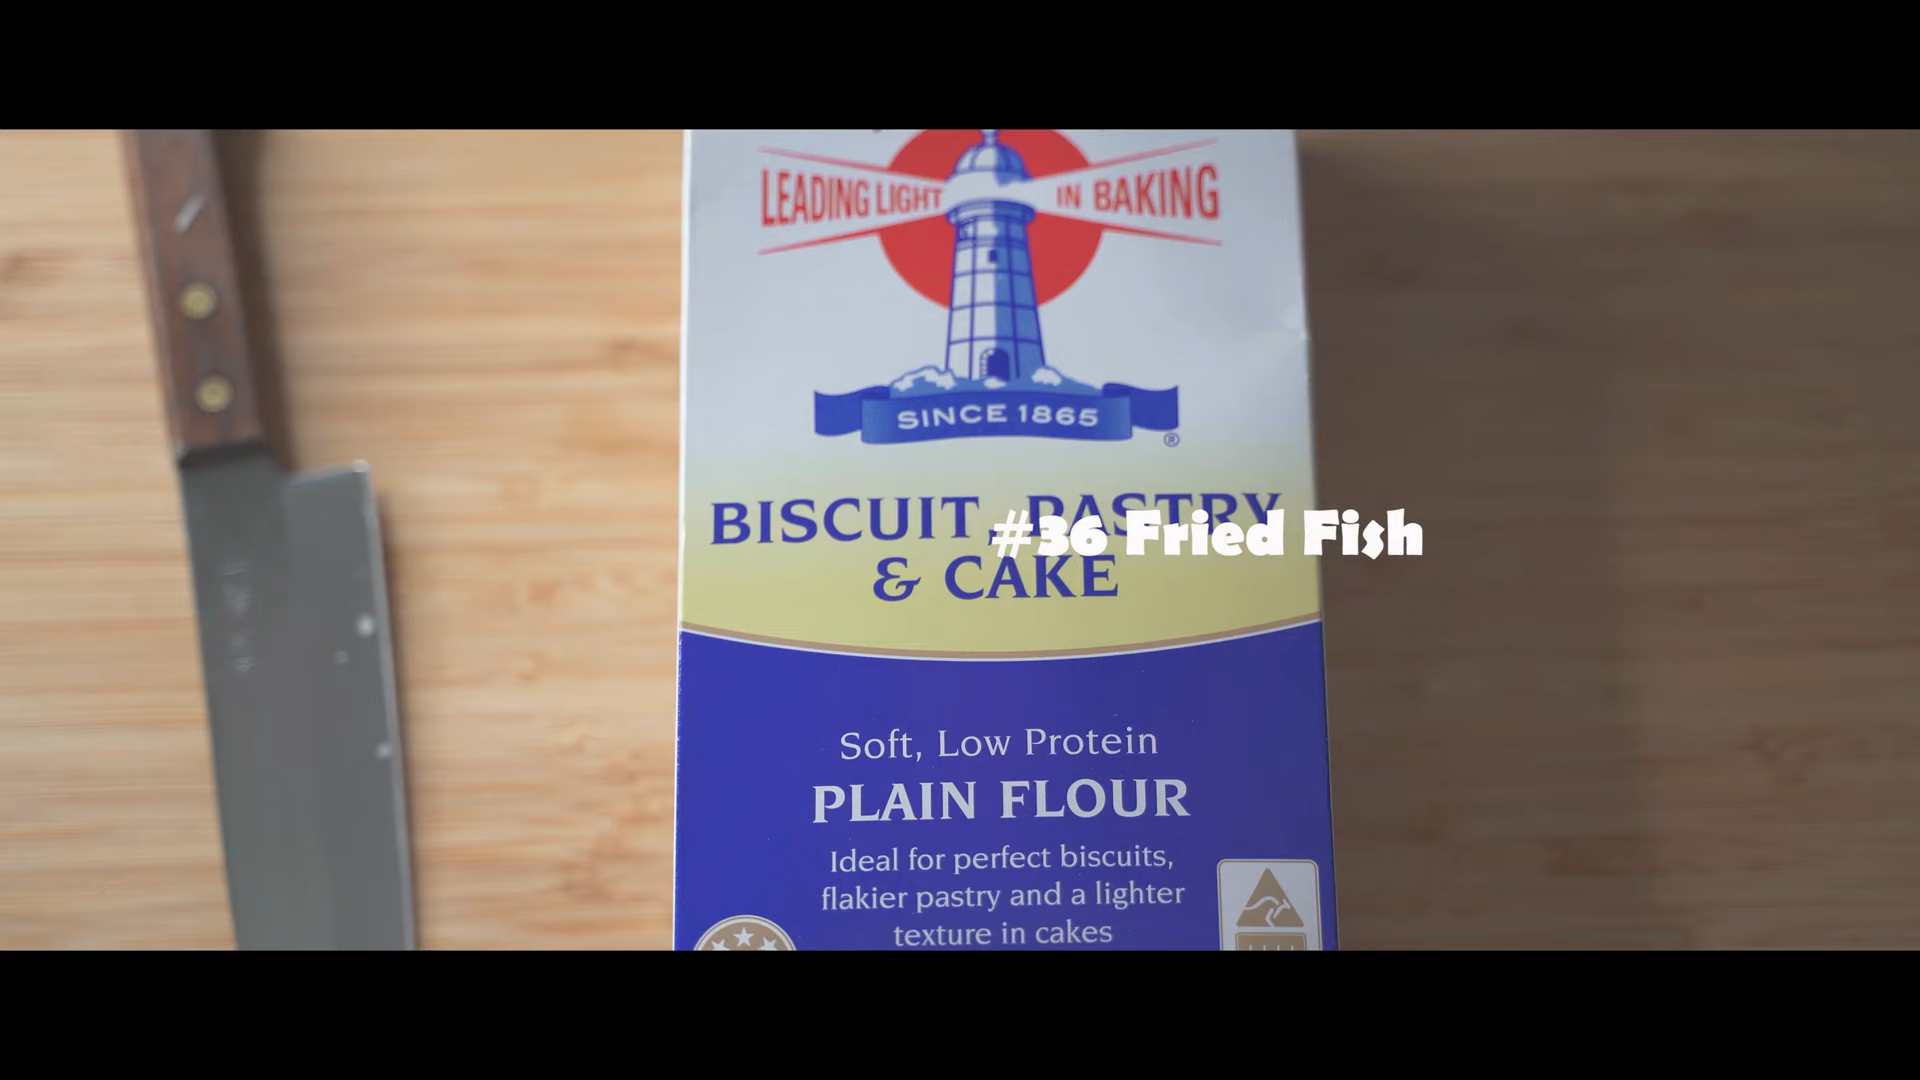 LEADING LIGHT IN BAKING
SINCE 1865
®
BISCUIT, PASTRY
#36 Fried Fish
& CAKE
Soft, Low Protein
PLAIN FLOUR
Ideal for perfect biscuits,
flakier pastry and a lighter
texture in cakes